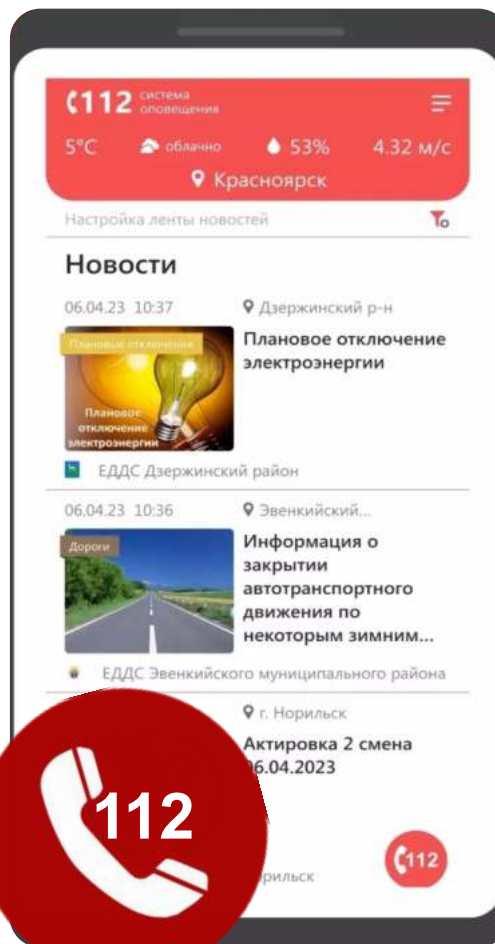 112 система
оповещения
5°C облачно 53% 4.32 м/с
Красноярск
Настройка ленты новостей
Новости
06.04.23 10:37 Дзержинский р-н
Плановые отключения
Плановое отключение
электроэнергии
Плановое
отключение
электроэнергии
ЕДДС Дзержинский район
06.04.23 10:36 Эвенкийский...
Дороги
Информация о
закрытии
автотранспортного
движения по
некоторым зимним...
ЕДДС Эвенкийского муниципального района
г. Норильск
Актировка 2 смена
06.04.2023
112
112